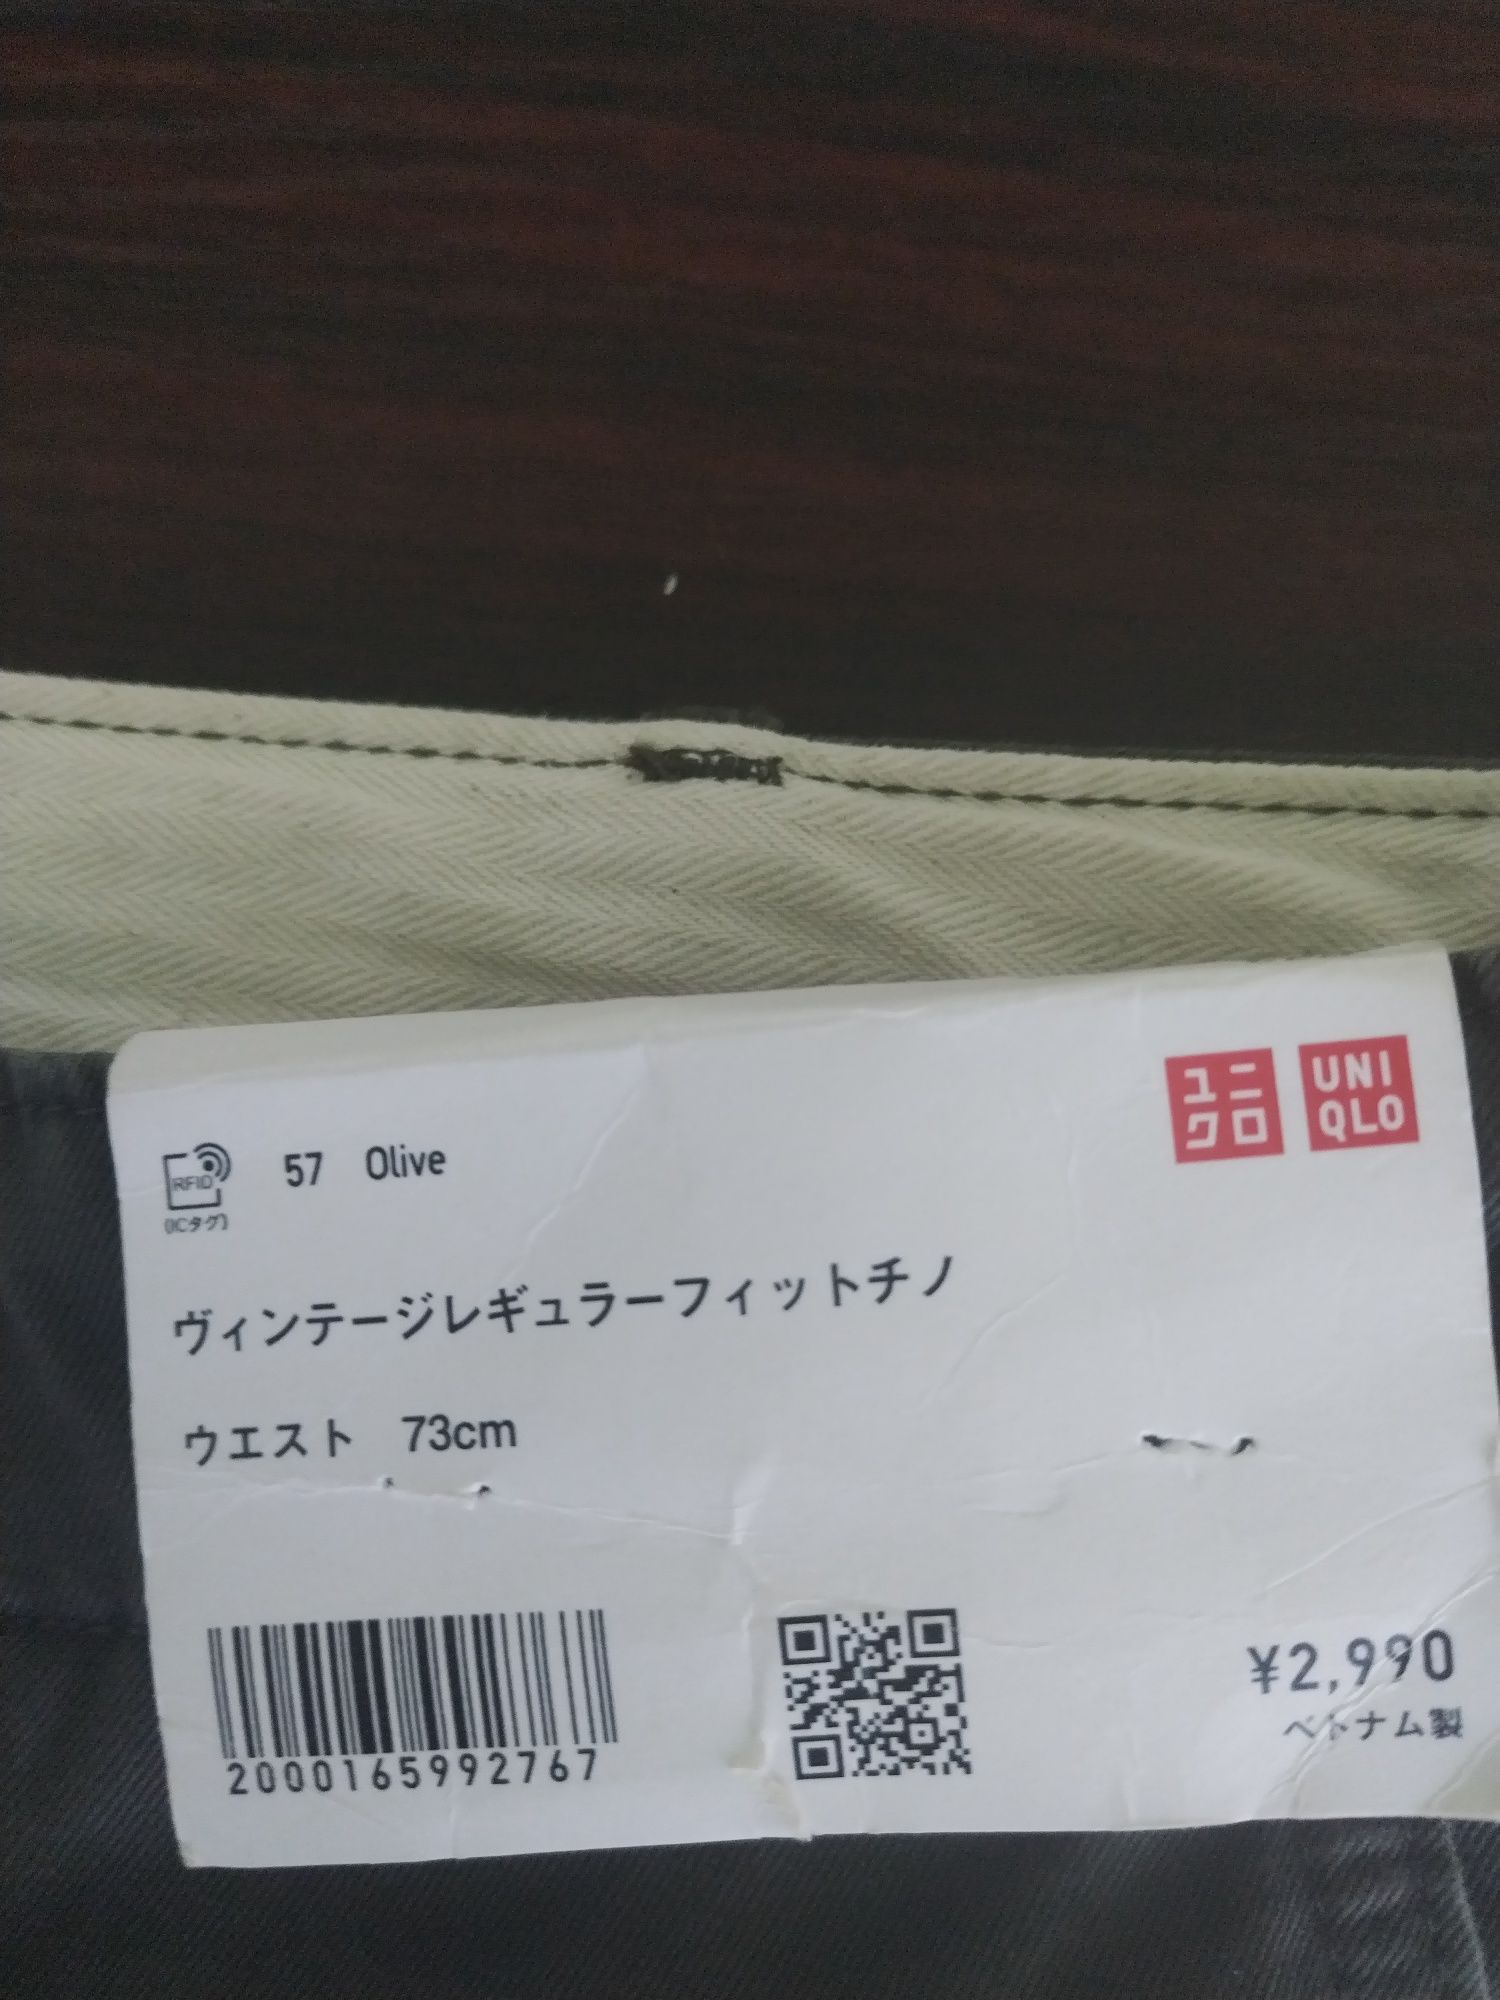 ユニ
クロ
UNI
QLO
RFID
(ICタグ)
57 Olive
ヴィンテージレギュラーフィットチノ
ウエスト 73cm
2000165992767
¥2,990
ベトナム製